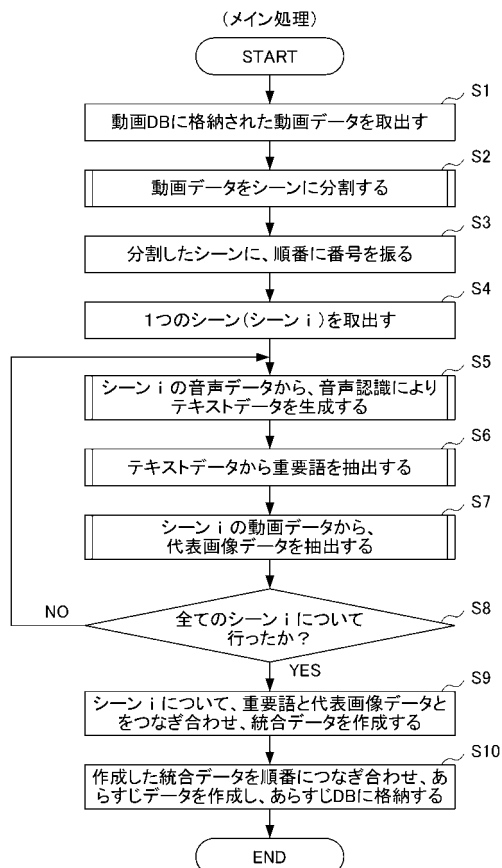 (メイン処理)
START
S1
動画DBに格納された動画データを取出す
S2
動画データをシーンに分割する
S3
分割したシーンに、順番に番号を振る
S4
1つのシーン(シーンi)を取出す
S5
シーンiの音声データから、音声認識により
テキストデータを生成する
S6
テキストデータから重要語を抽出する
S7
シーンiの動画データから、
代表画像データを抽出する
S8
全てのシーンiについて
行ったか?
NO
YES
S9
シーンiについて、重要語と代表画像データと
をつなぎ合わせ、統合データを作成する
S10
作成した統合データを順番につなぎ合わせ、あ
らすじデータを作成し、あらすじDBに格納する
END